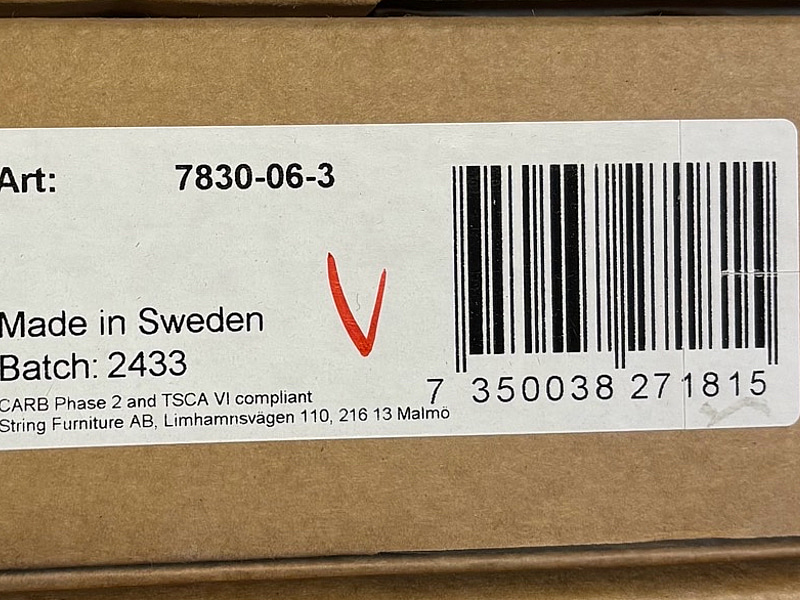 Art: 7830-06-3
V
Made in Sweden
Batch: 2433
CARB Phase 2 and TSCA VI compliant
String Furniture AB, Limhamnsvägen 110, 216 13 Malmö
7 350038 271815